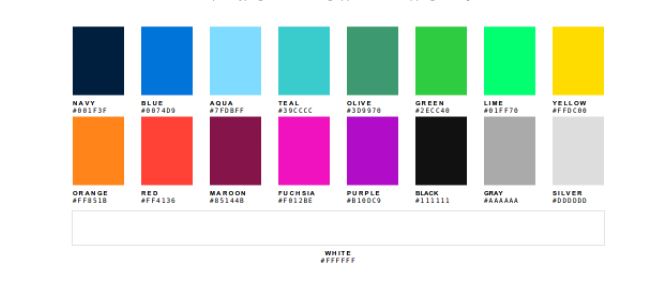 NAVY BLUE AQUA TEAL OLIVE GREEN LIME YELLOW
#001F3F #0074D9 #7FDBFF #39CCCC #3D9970 #2ECC40 #01FF70 #FFDC00
ORANGE RED MAROON FUCHSIA PURPLE BLACK GRAY SILVER
#FF851B #FF4136 #85144B #F012BE #B10DC9 #111111 #AAAAAA #DDDDDD
WHITE
#FFFFFF